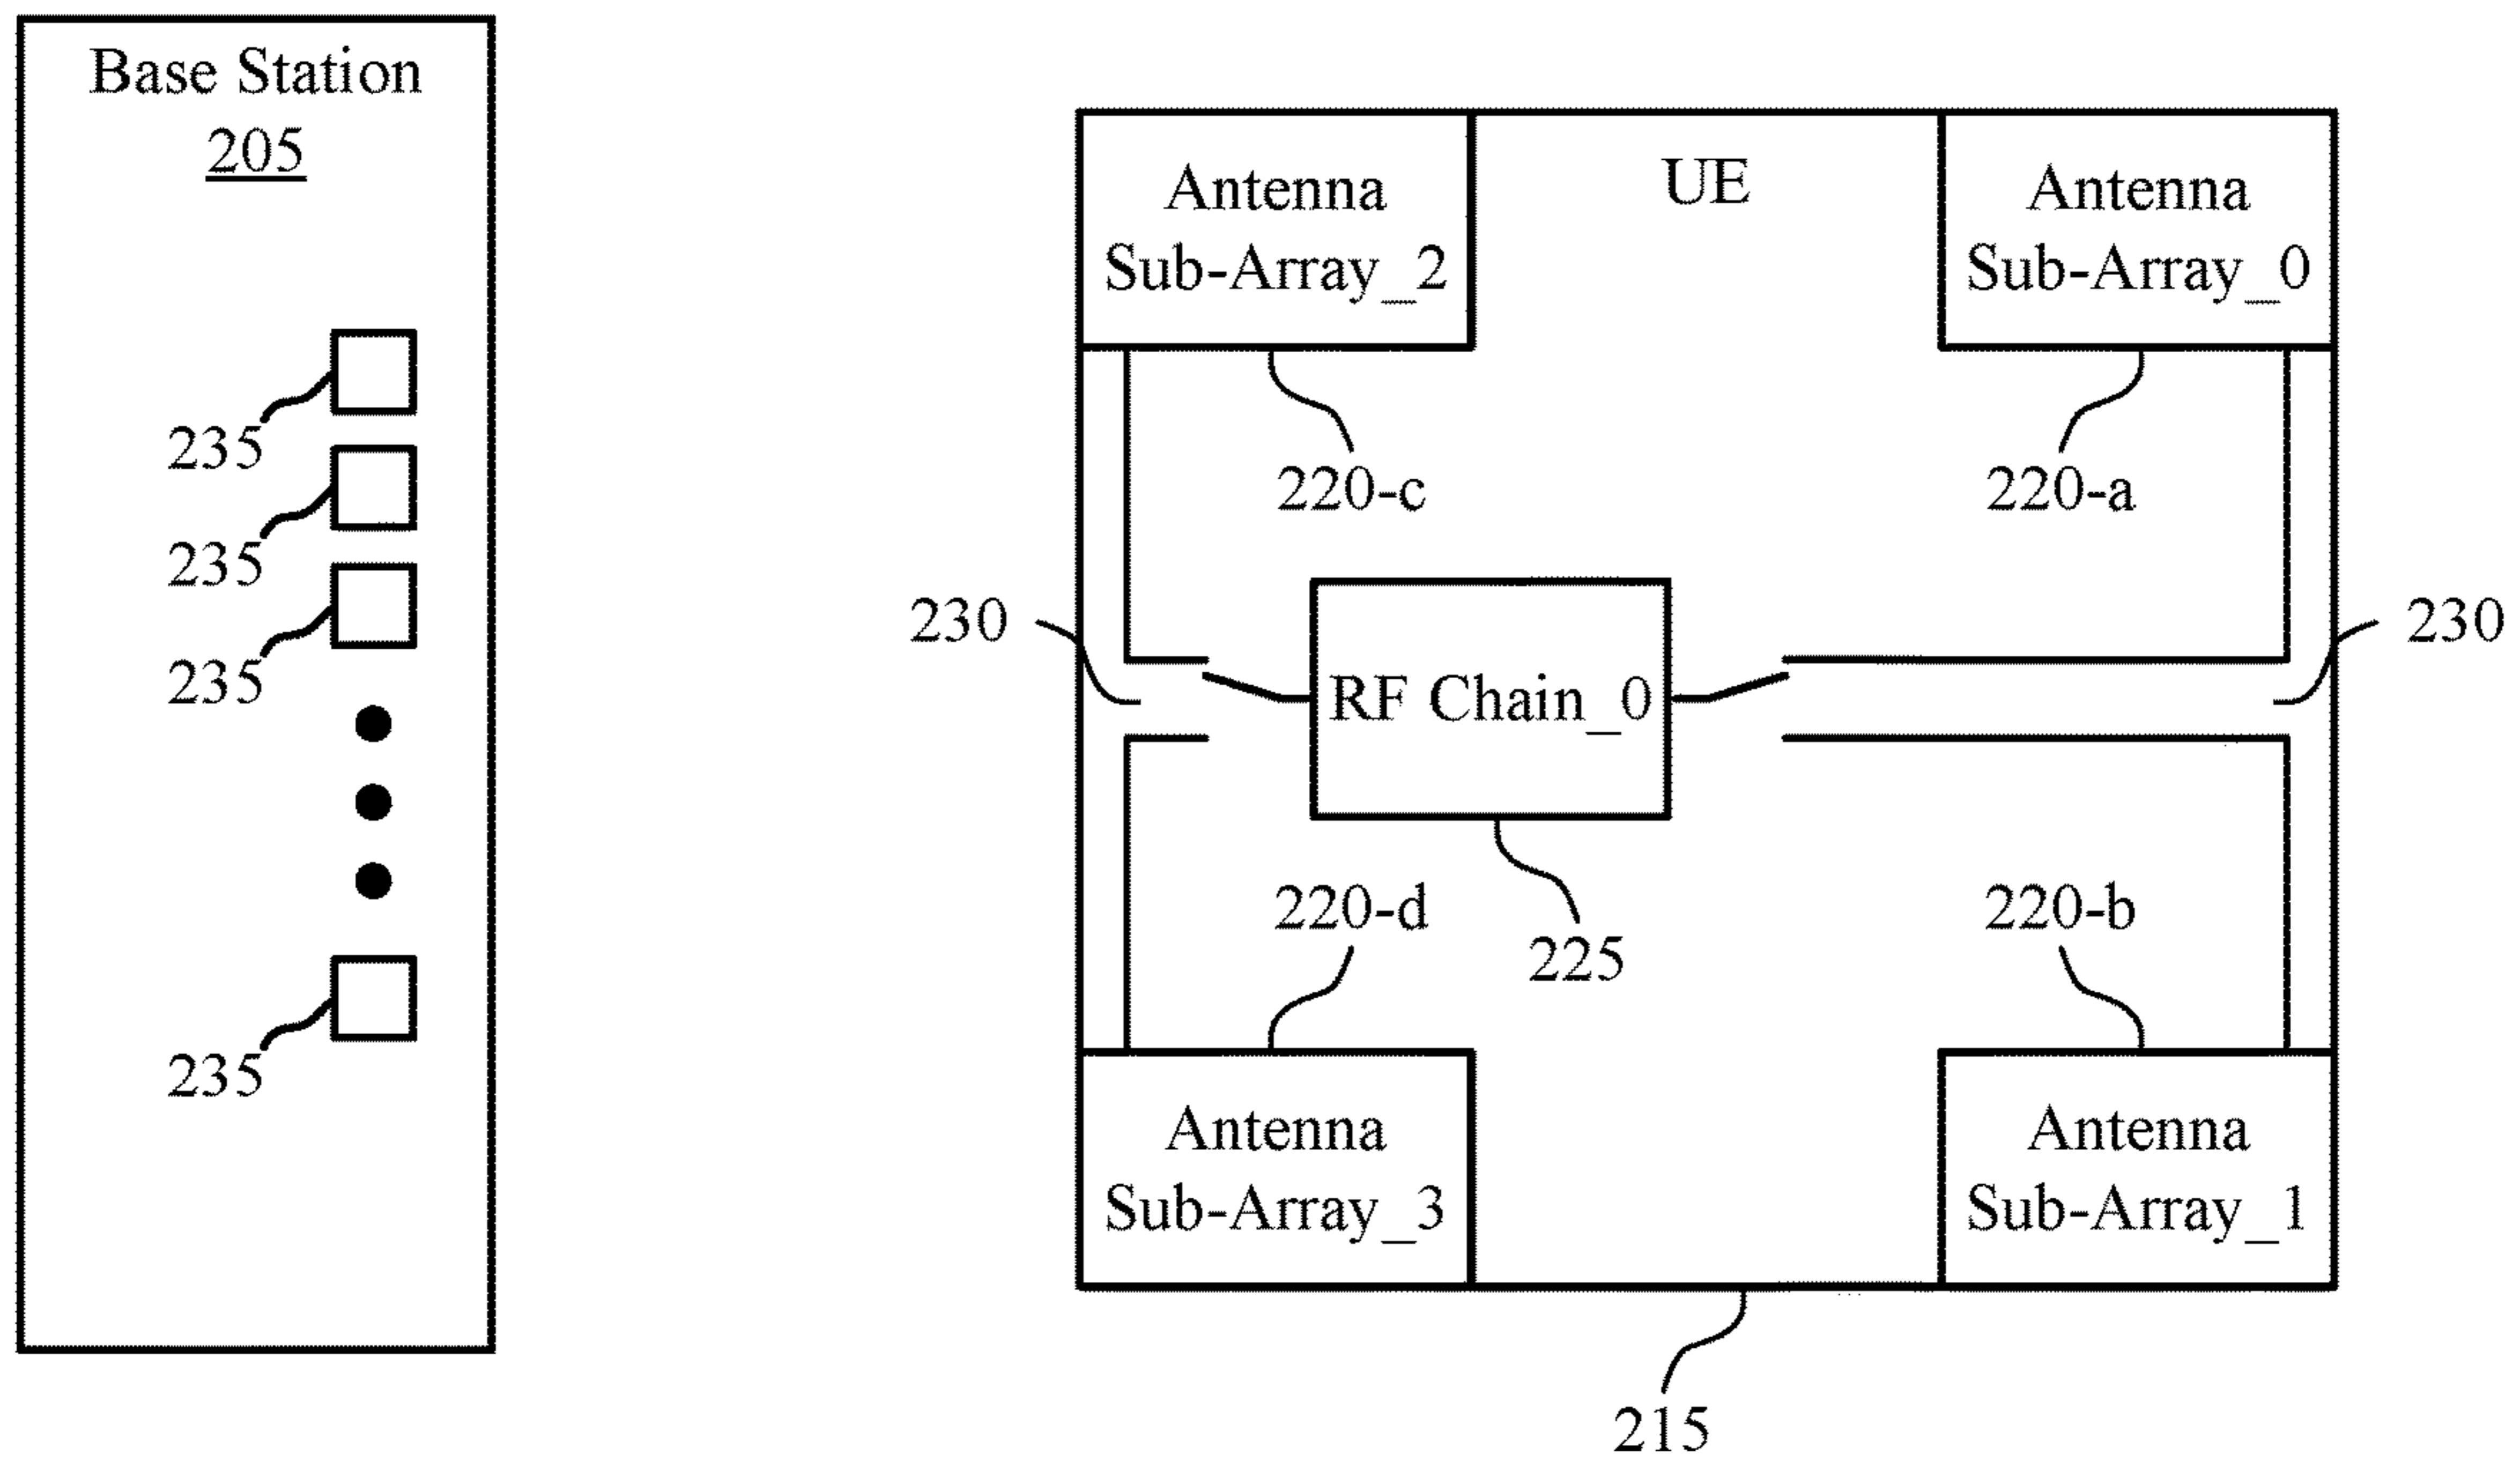 Base Station
205
235
235
235
235
UE
Antenna
Sub-Array_2
220-c
Antenna
Sub-Array_0
220-a
230
RF Chain_0
230
225
220-d
Antenna
Sub-Array_3
220-b
Antenna
Sub-Array_1
215